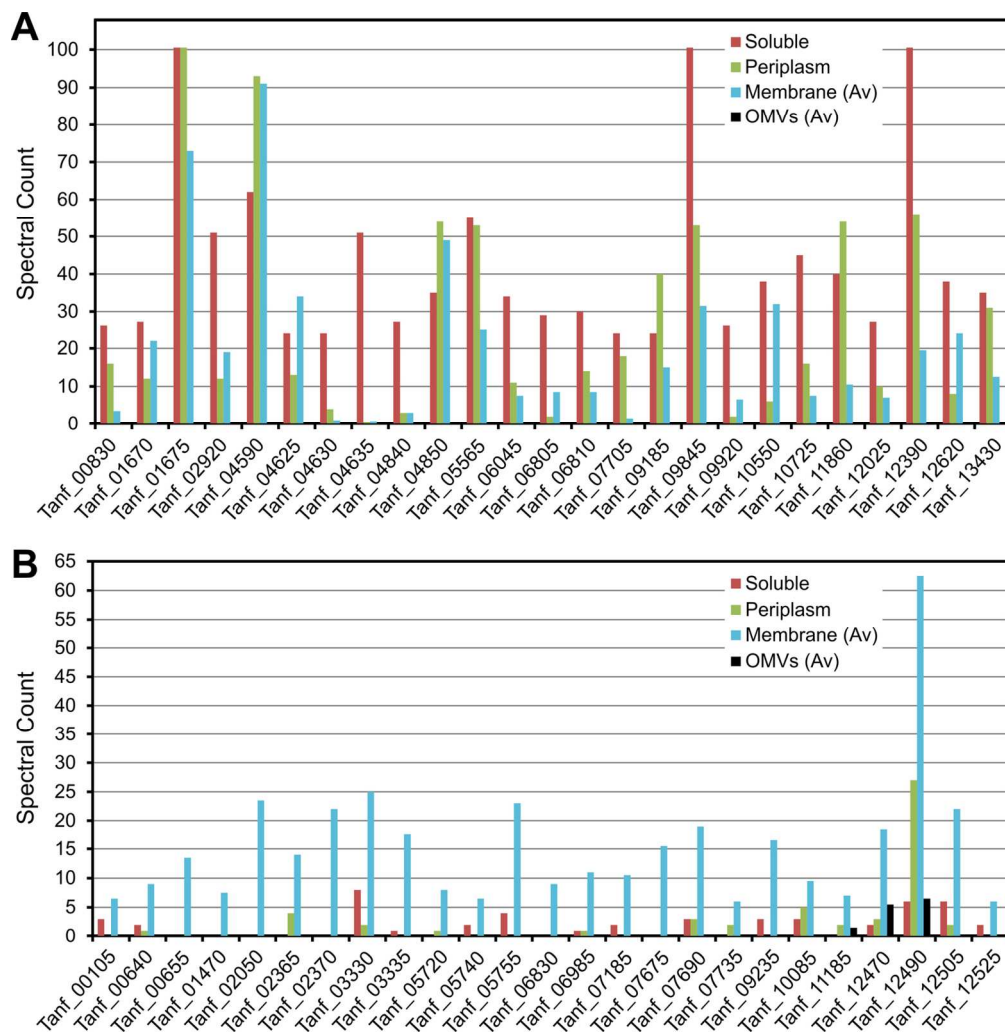 A
Spectral Count
100
90
80
70
60
50
40
30
20
10
0
Soluble
Periplasm
Membrane (Av)
OMVs (Av)
Tanf_00830
Tanf_01670
Tanf_01675
Tanf_02920
Tanf_04590
Tanf_04625
Tanf_04630
Tanf_04635
Tanf_04840
Tanf_04850
Tanf_05565
Tanf_06045
Tanf_06805
Tanf_06810
Tanf_07705
Tanf_09185
Tanf_09845
Tanf_09920
Tanf_10550
Tanf_10725
Tanf_11860
Tanf_12025
Tanf_12390
Tanf_12620
Tanf_13430
B
Spectral Count
65
60
55
50
45
40
35
30
25
20
15
10
5
0
Soluble
Periplasm
Membrane (Av)
OMVs (Av)
Tanf_00105
Tanf_00640
Tanf_00655
Tanf_01470
Tanf_02050
Tanf_02365
Tanf_02370
Tanf_03330
Tanf_03335
Tanf_05720
Tanf_05740
Tanf_05755
Tanf_06830
Tanf_06985
Tanf_07185
Tanf_07675
Tanf_07690
Tanf_07735
Tanf_09235
Tanf_10085
Tanf_11185
Tanf_12470
Tanf_12490
Tanf_12505
Tanf_12525